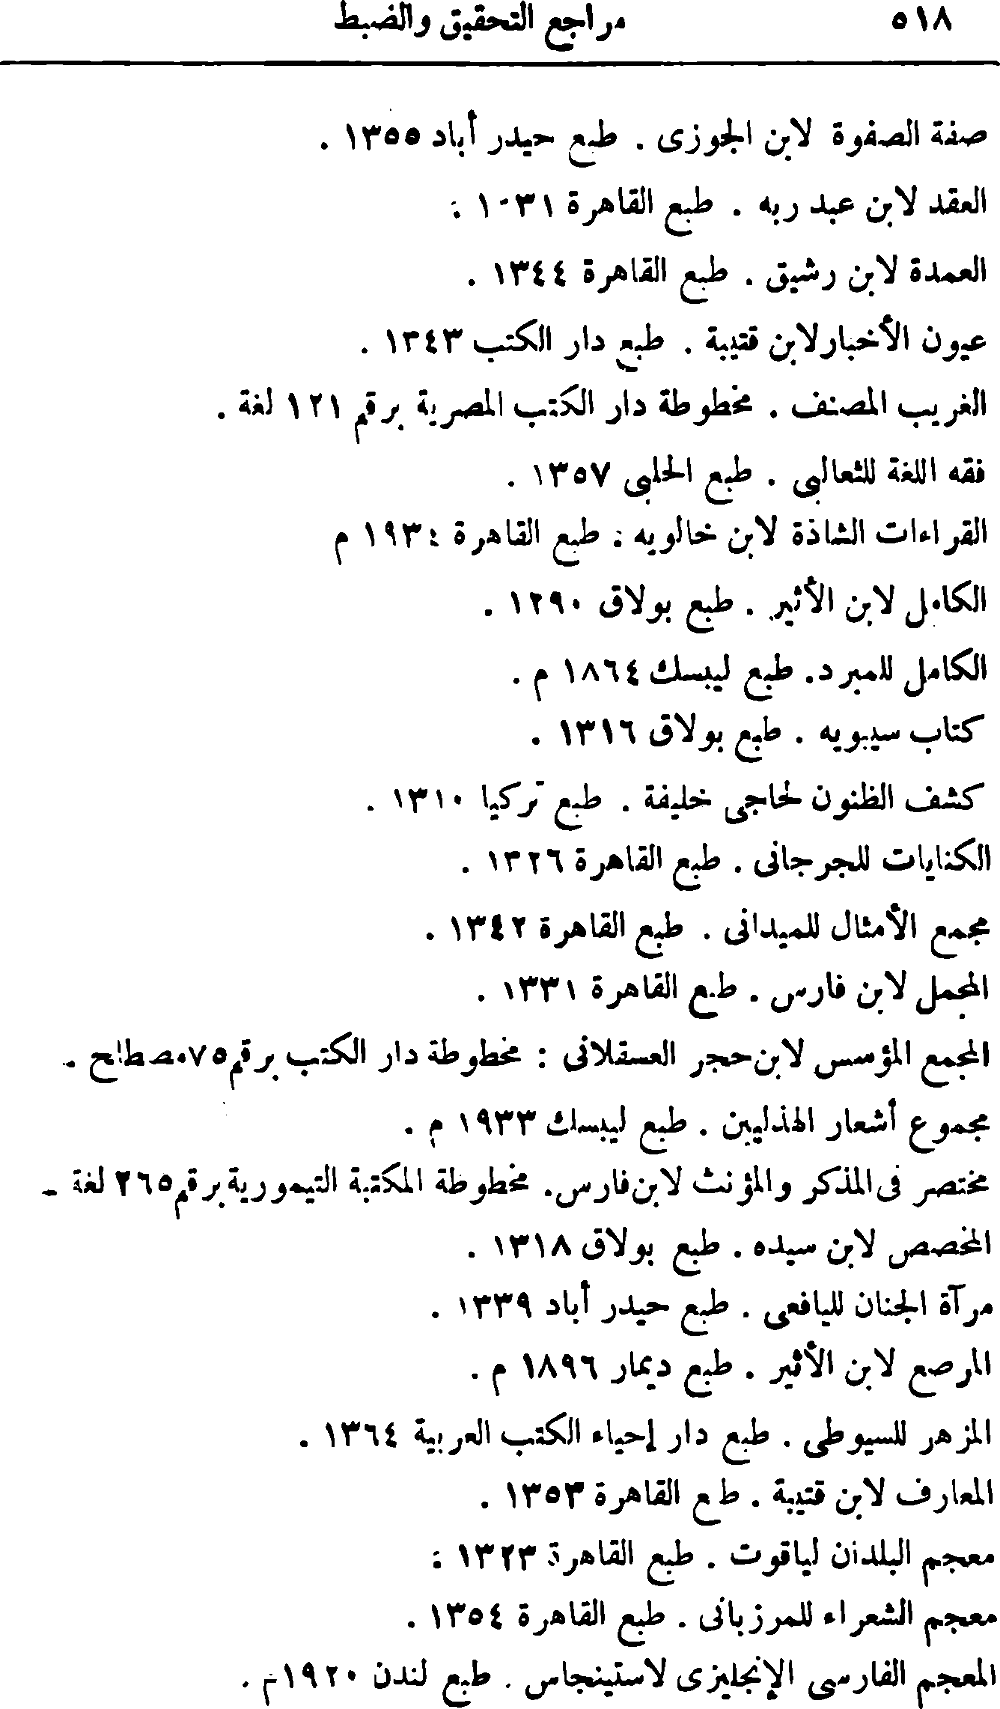 ٥١٨ مراجع التحقيق والضبط
صفة الصفوة لابن الجوزى . طبع حيدر أباد ١٣٥٥ .
العقد لابن عبد ربه . طبع القاهرة ١٠٣١ :
العمدة لابن رشيق . طبع القاهرة ١٣٤٤ .
عيون الأخبار لابن قتيبة . طبع دار الكتب ١٣٤٣ .
الغريب المصنف . مخطوطة دار الكتب المصرية برقم ١٢١ لغة .
فقه اللغة للثعالبى . طبع الحلبى ١٣٥٧ .
القراءات الشاذة لابن خالويه : طبع القاهرة ١٩٣٤ م
الكامل لابن الأثير . طبع بولاق ١٢٩٠ .
الكامل للمبرد . طبع ليبسك ١٨٦٤ م .
كتاب سيبويه . طبع بولاق ١٣١٦ .
كشف الظنون لحاجى خليفة . طبع تركيا ١٣١٠ .
الكنايات للجرجانى . طبع القاهرة ١٣٢٦ .
مجمع الأمثال للميدانى . طبع القاهرة ١٣٤٢ .
المجمل لابن فارس . طبع القاهرة ١٣٣١ .
المجمع المؤسس لابن حجر العسقلانى : مخطوطة دار الكتب برقم ٧٥ مصطلح .
مجموع أشعار الهذليين . طبع ليبسك ١٩٣٣ م .
مختصر فى المذكر والمؤنث لابن فارس . مخطوطة المكتبة التيمورية برقم ٢٦٥ لغة .
المخصص لابن سيده . طبع بولاق ١٣١٨ .
مرآة الجنان لليافعى . طبع حيدر أباد ١٣٣٩ .
المرصع لابن الأثير . طبع ديمار ١٨٩٦ م .
المزهر للسيوطى . طبع دار إحياء الكتب العربية ١٣٦٤ .
المعارف لابن قتيبة . طبع القاهرة ١٣٥٣ .
معجم البلدان لياقوت . طبع القاهرة ١٣٢٣ :
معجم الشعراء للمرزبانى . طبع القاهرة ١٣٥٤ .
المعجم الفارسى الإنجليزى لاستينجاس . طبع لندن ١٩٢٠م .